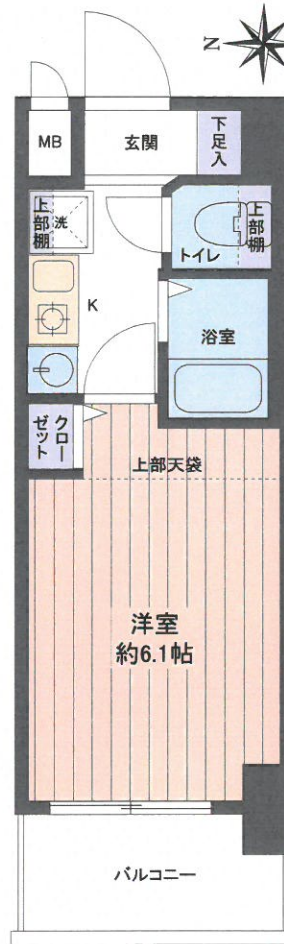 N
MB
玄関
下足入
上部棚
洗
トイレ
上部棚
K
浴室
クローゼット
上部天袋
洋室
約6.1帖
バルコニー